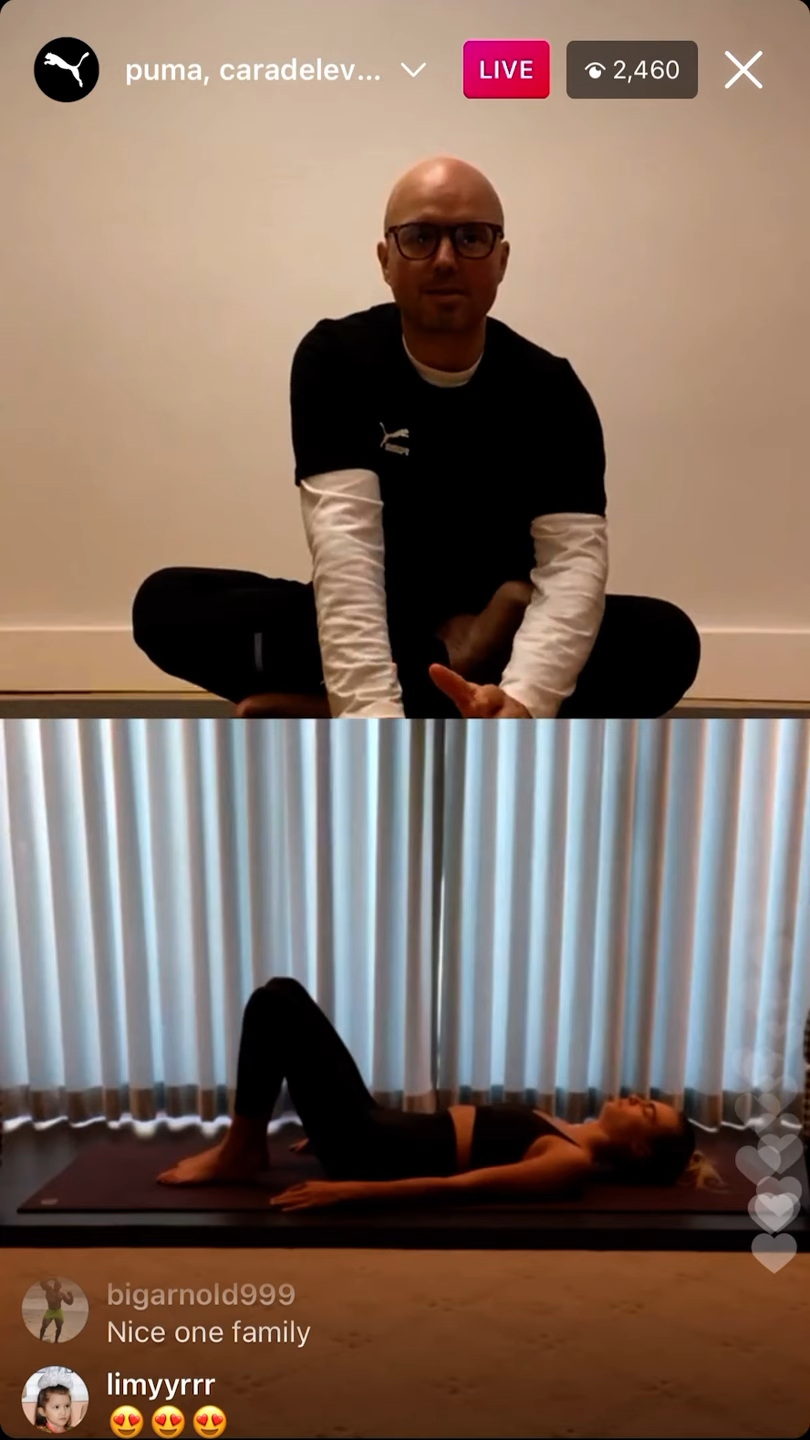 puma, caradelev...
LIVE
2,460
bigarnold999
Nice one family
limyyrrr
😍😍😍